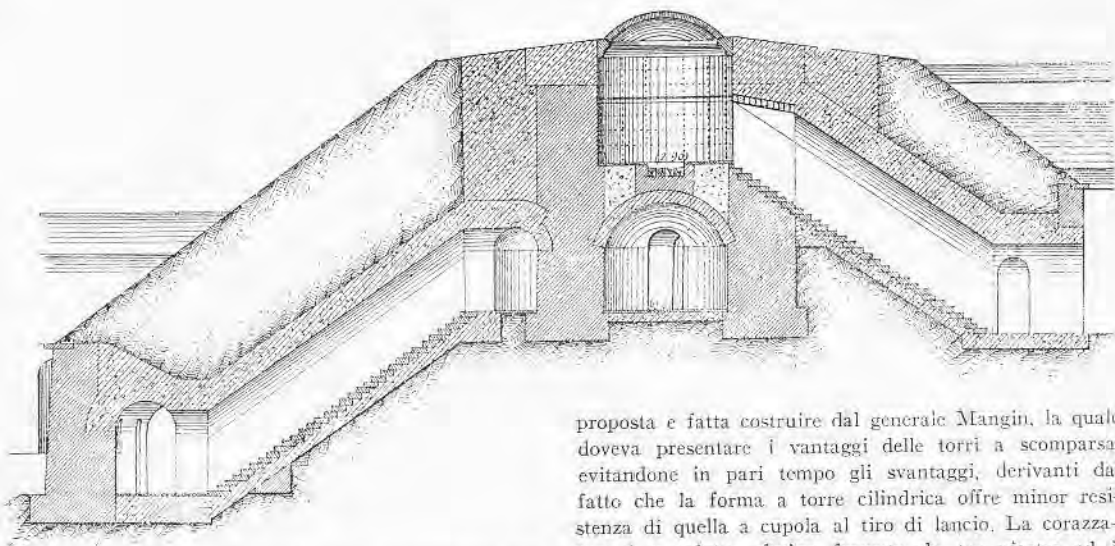 proposta e fatta costruire dal generale Mangin, la quale
doveva presentare i vantaggi delle torri a scomparsa
evitandone in pari tempo gli svantaggi, derivanti da
fatto che la forma a torre cilindrica offre minor resi-
stenza di quella a cupola al tiro di lancio. La corazza-